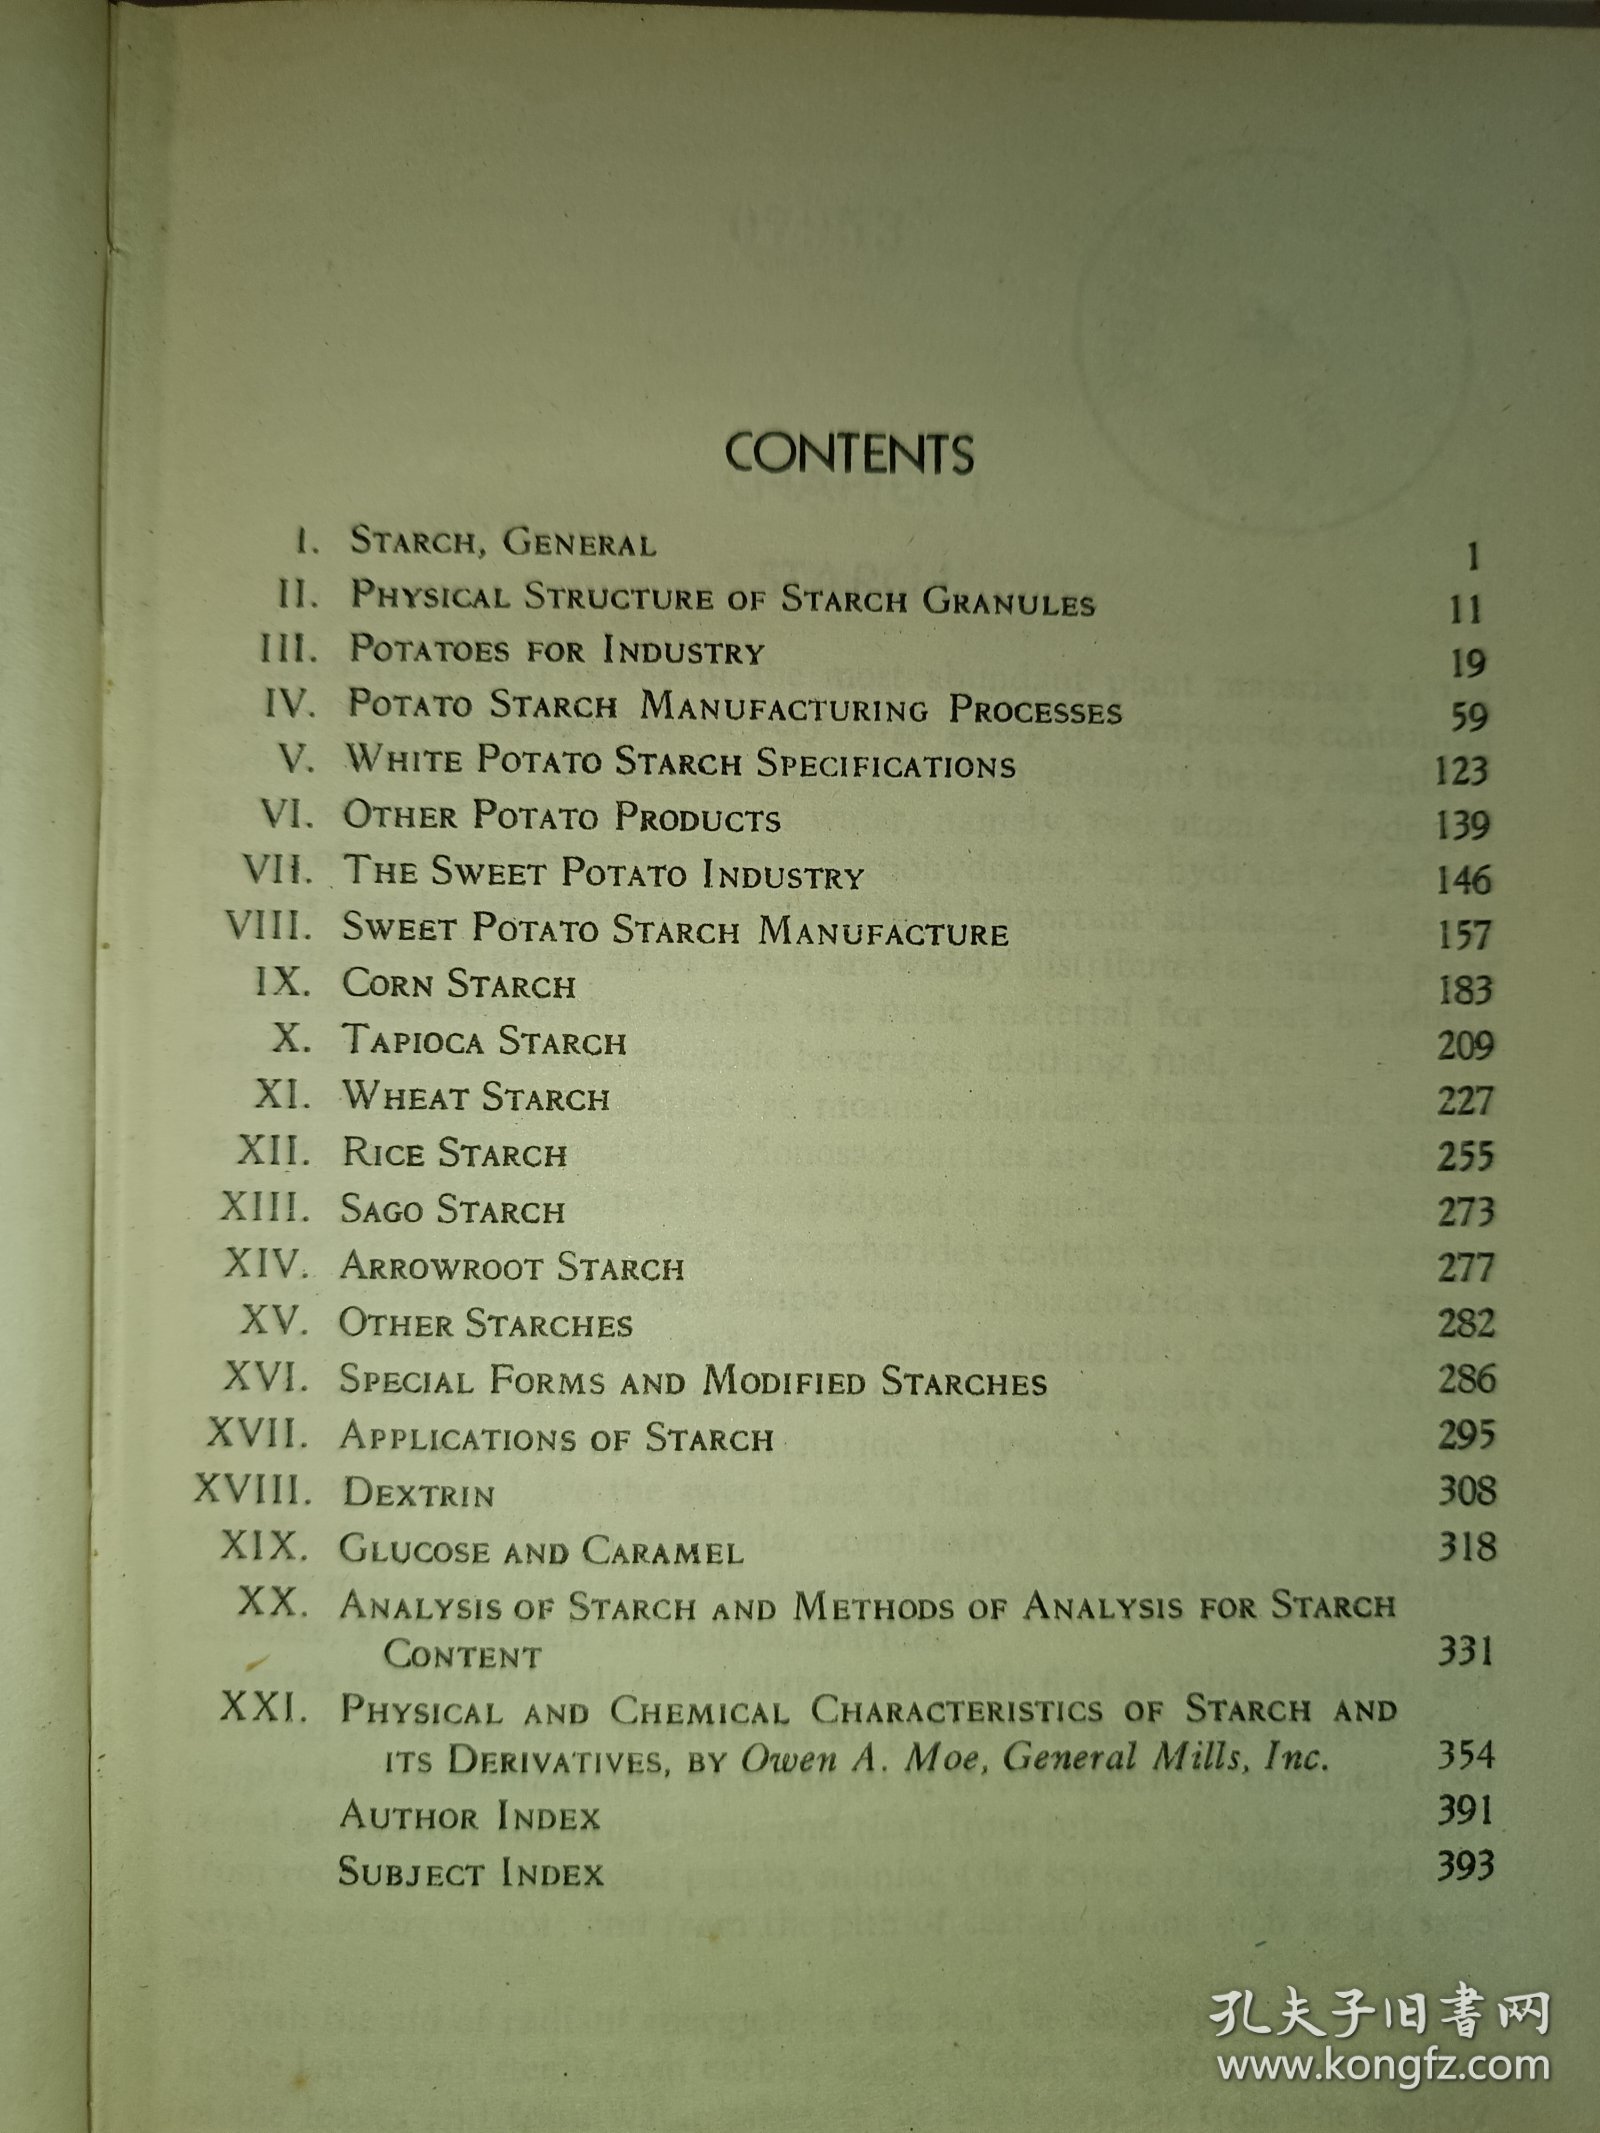 CONTENTS
I. STARCH, GENERAL 1
II. PHYSICAL STRUCTURE OF STARCH GRANULES 11
III. POTATOES FOR INDUSTRY 19
IV. POTATO STARCH MANUFACTURING PROCESSES 59
V. WHITE POTATO STARCH SPECIFICATIONS 123
VI. OTHER POTATO PRODUCTS 139
VII. THE SWEET POTATO INDUSTRY 146
VIII. SWEET POTATO STARCH MANUFACTURE 157
IX. CORN STARCH 183
X. TAPIOCA STARCH 209
XI. WHEAT STARCH 227
XII. RICE STARCH 255
XIII. SAGO STARCH 273
XIV. ARROWROOT STARCH 277
XV. OTHER STARCHES 282
XVI. SPECIAL FORMS AND MODIFIED STARCHES 286
XVII. APPLICATIONS OF STARCH 295
XVIII. DEXTRIN 308
XIX. GLUCOSE AND CARAMEL 318
XX. ANALYSIS OF STARCH AND METHODS OF ANALYSIS FOR STARCH
CONTENT 331
XXI. PHYSICAL AND CHEMICAL CHARACTERISTICS OF STARCH AND
ITS DERIVATIVES, BY Owen A. Moe, General Mills, Inc. 354
AUTHOR INDEX 391
SUBJECT INDEX 393
孔夫子旧书网
www.kongfz.com